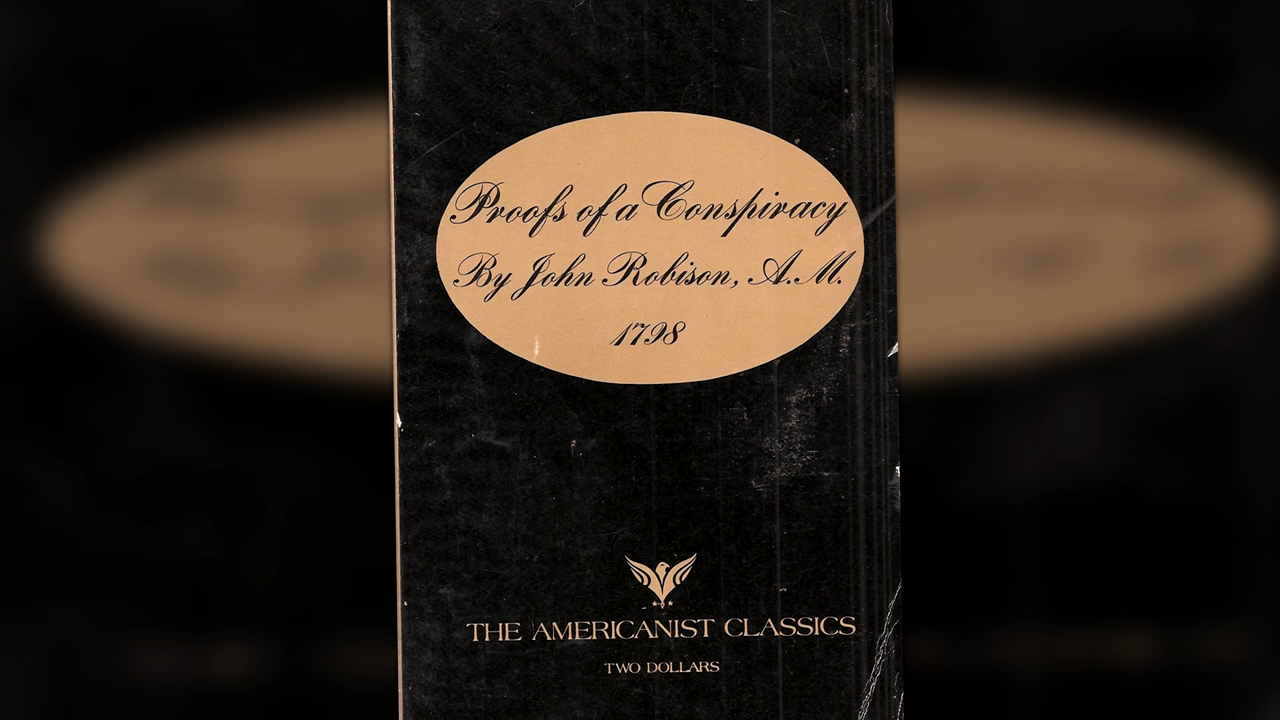 Proofs of a Conspiracy
By John Robison, A.M.
1798
THE AMERICANIST CLASSICS
TWO DOLLARS